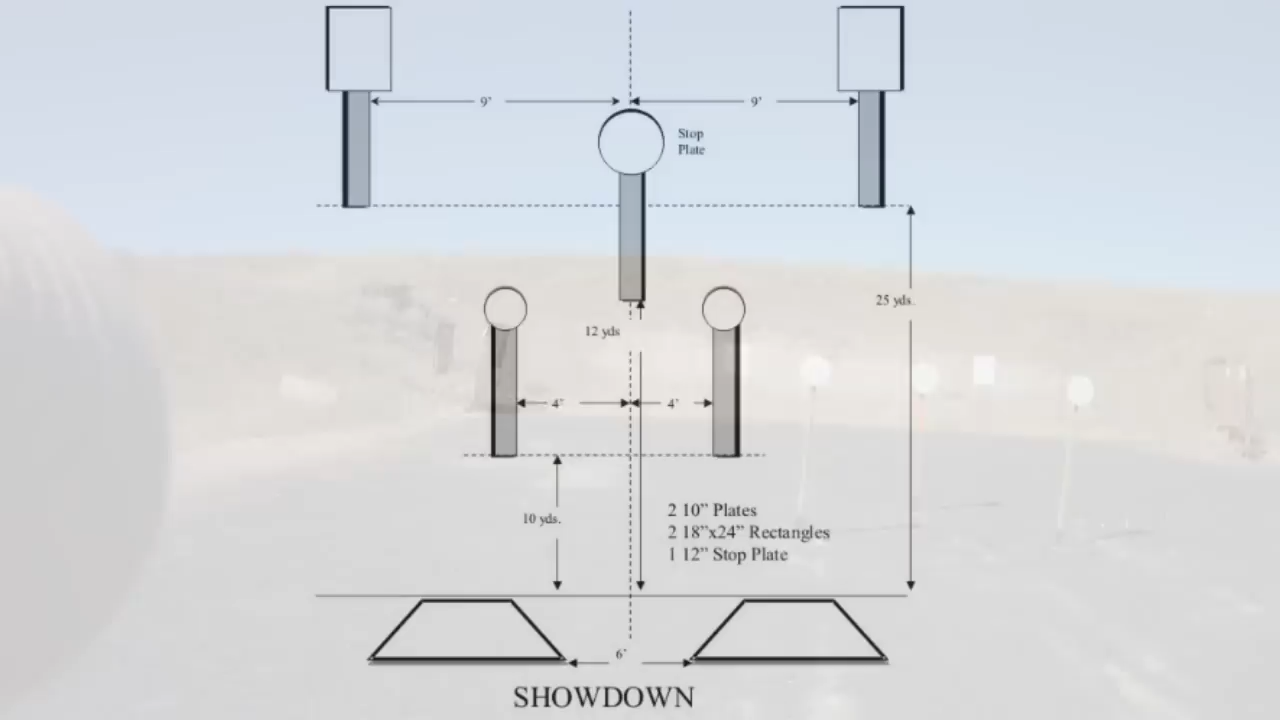 9’
9’
Stop
Plate
25 yds.
12 yds
4’
4’
10 yds.
2 10” Plates
2 18”x24” Rectangles
1 12” Stop Plate
6’
SHOWDOWN